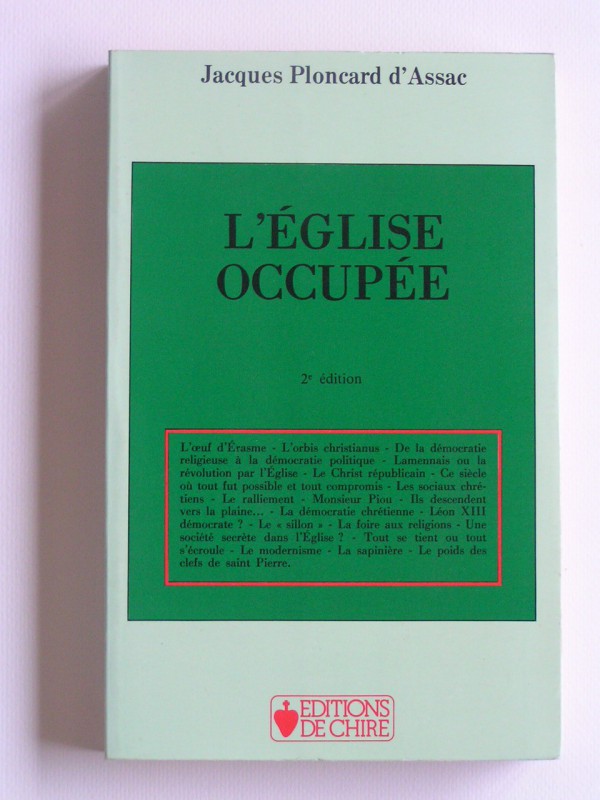 Jacques Ploncard d'Assac
L'ÉGLISE
OCCUPÉE
2e édition
L'œuf d'Érasme - L'orbis christianus - De la démocratie
religieuse à la démocratie politique - Lamennais ou la
révolution par l'Église - Le Christ républicain - Ce siècle
où tout fut possible et tout compromis - Les sociaux chré-
tiens - Le ralliement - Monsieur Piou - Ils descendent
vers la plaine... - La démocratie chrétienne - Léon XIII
démocrate ? - Le « sillon » - La foire aux religions - Une
société secrète dans l'Église ? - Tout se tient ou tout
s'écroule - Le modernisme - La sapinière - Le poids des
clefs de saint Pierre.
EDITIONS
DE CHIRE